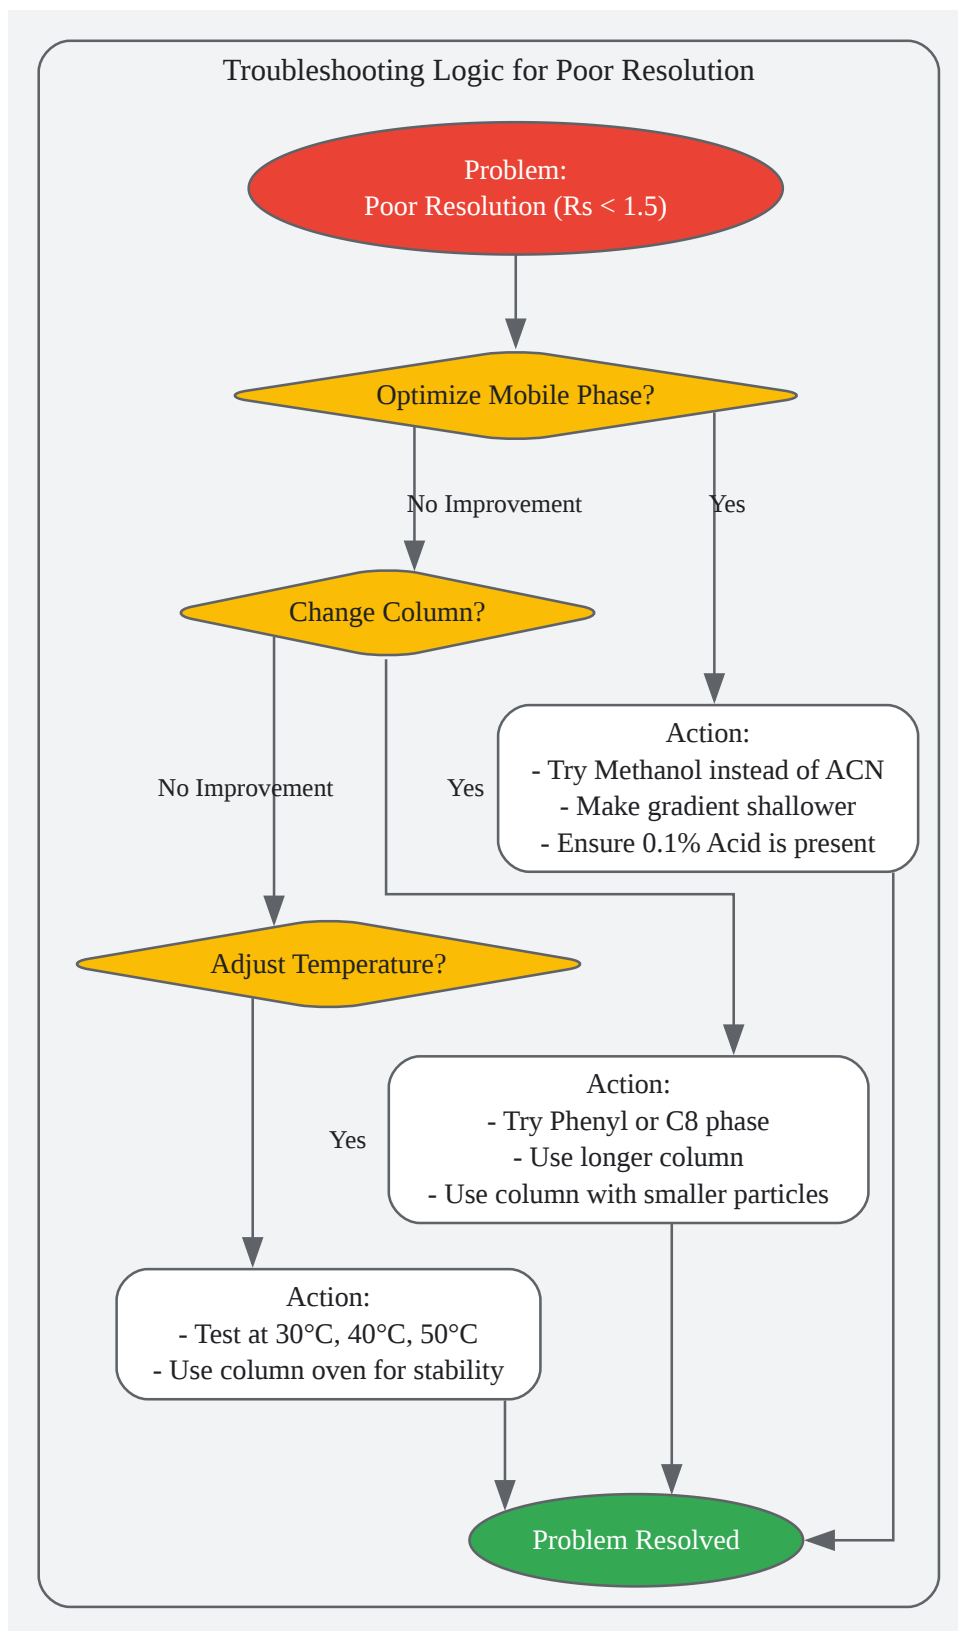 Troubleshooting Logic for Poor Resolution
Problem:
Poor Resolution (Rs < 1.5)
Optimize Mobile Phase?
No Improvement
Yes
Change Column?
Action:
- Try Methanol instead of ACN
- Make gradient shallower
- Ensure 0.1% Acid is present
No Improvement
Yes
Adjust Temperature?
Action:
- Try Phenyl or C8 phase
- Use longer column
- Use column with smaller particles
Yes
Action:
- Test at 30°C, 40°C, 50°C
- Use column oven for stability
Problem Resolved